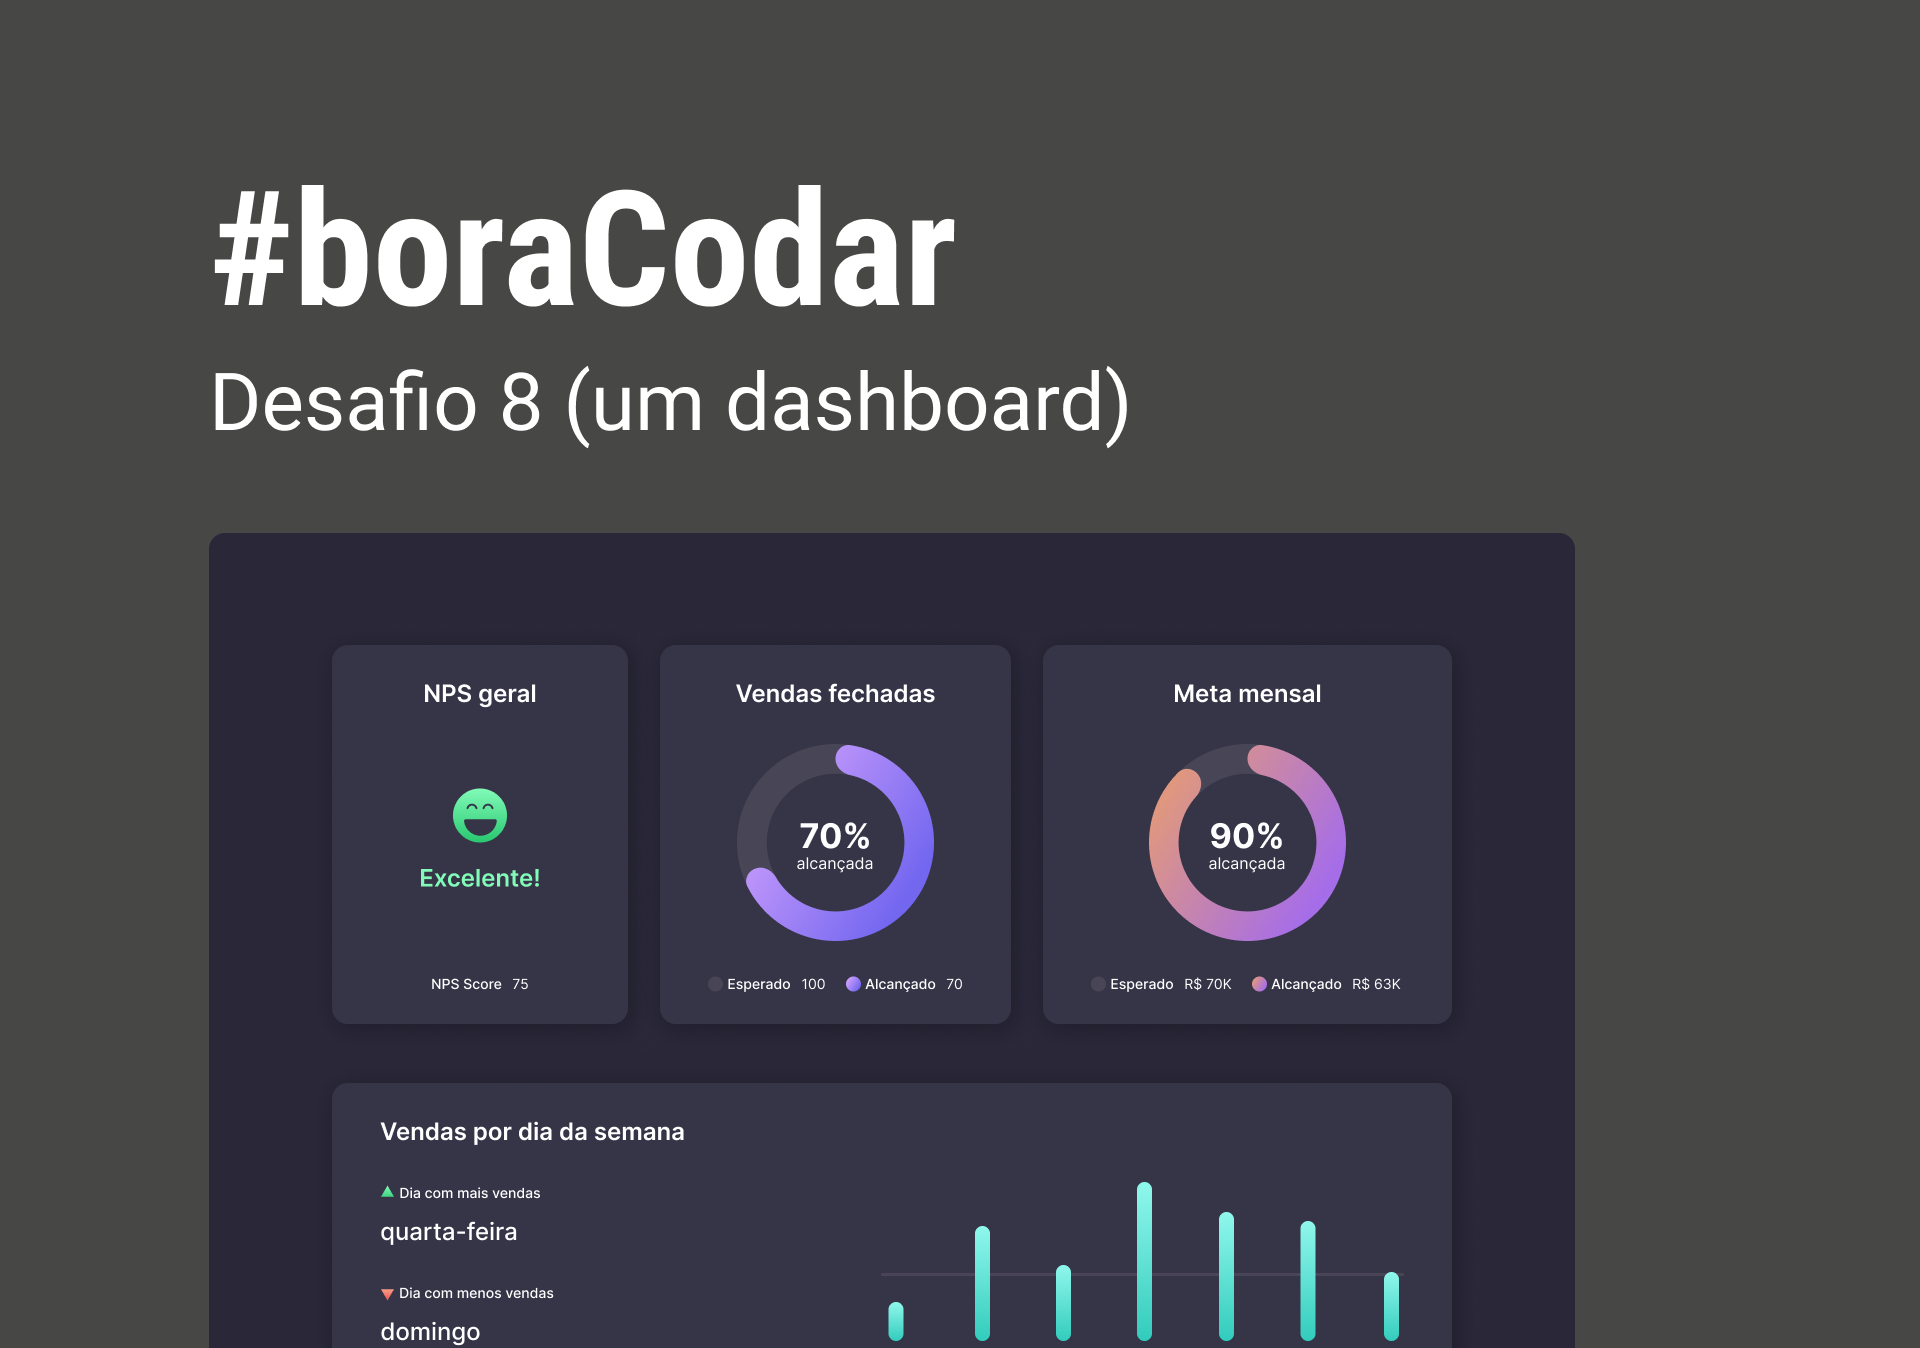 #boraCodar
Desafio 8 (um dashboard)
NPS geral
Excelente!
NPS Score 75
Vendas fechadas
70%
alcançada
Esperado 100 Alcançado 70
Meta mensal
90%
alcançada
Esperado R$ 70K Alcançado R$ 63K
Vendas por dia da semana
Dia com mais vendas
quarta-feira
Dia com menos vendas
domingo